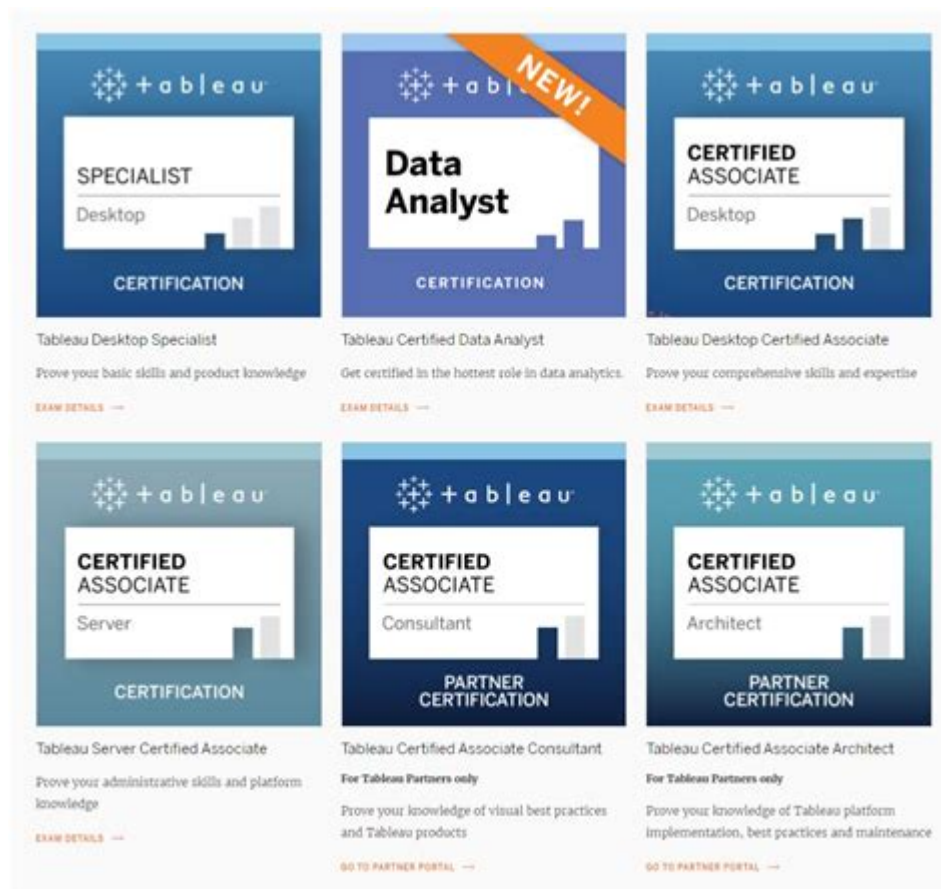 +ableau
SPECIALIST
Desktop
CERTIFICATION
Tableau Desktop Specialist
Prove your basic skills and product knowledge
EXAM DETAILS →
NEW!
Data
Analyst
CERTIFICATION
Tableau Certified Data Analyst
Get certified in the hottest role in data analytics.
EXAM DETAILS →
+ableau
CERTIFIED
ASSOCIATE
Desktop
CERTIFICATION
Tableau Desktop Certified Associate
Prove your comprehensive skills and expertise
EXAM DETAILS →
+ableau
CERTIFIED
ASSOCIATE
Server
CERTIFICATION
Tableau Server Certified Associate
Prove your administrative skills and platform
knowledge
EXAM DETAILS →
+ableau
CERTIFIED
ASSOCIATE
Consultant
PARTNER
CERTIFICATION
Tableau Certified Associate Consultant
For Tableau Partners only
Prove your knowledge of visual best practices
and Tableau products
GO TO PARTNER PORTAL →
+ableau
CERTIFIED
ASSOCIATE
Architect
PARTNER
CERTIFICATION
Tableau Certified Associate Architect
For Tableau Partners only
Prove your knowledge of Tableau platform
implementation, best practices and maintenance
GO TO PARTNER PORTAL →